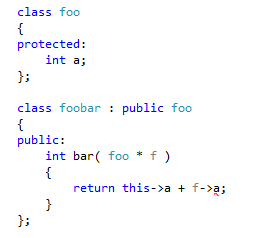 class foo
{
protected:
    int a;
};

class foobar : public foo
{
public:
    int bar( foo * f )
    {
        return this->a + f->a;
    }
};